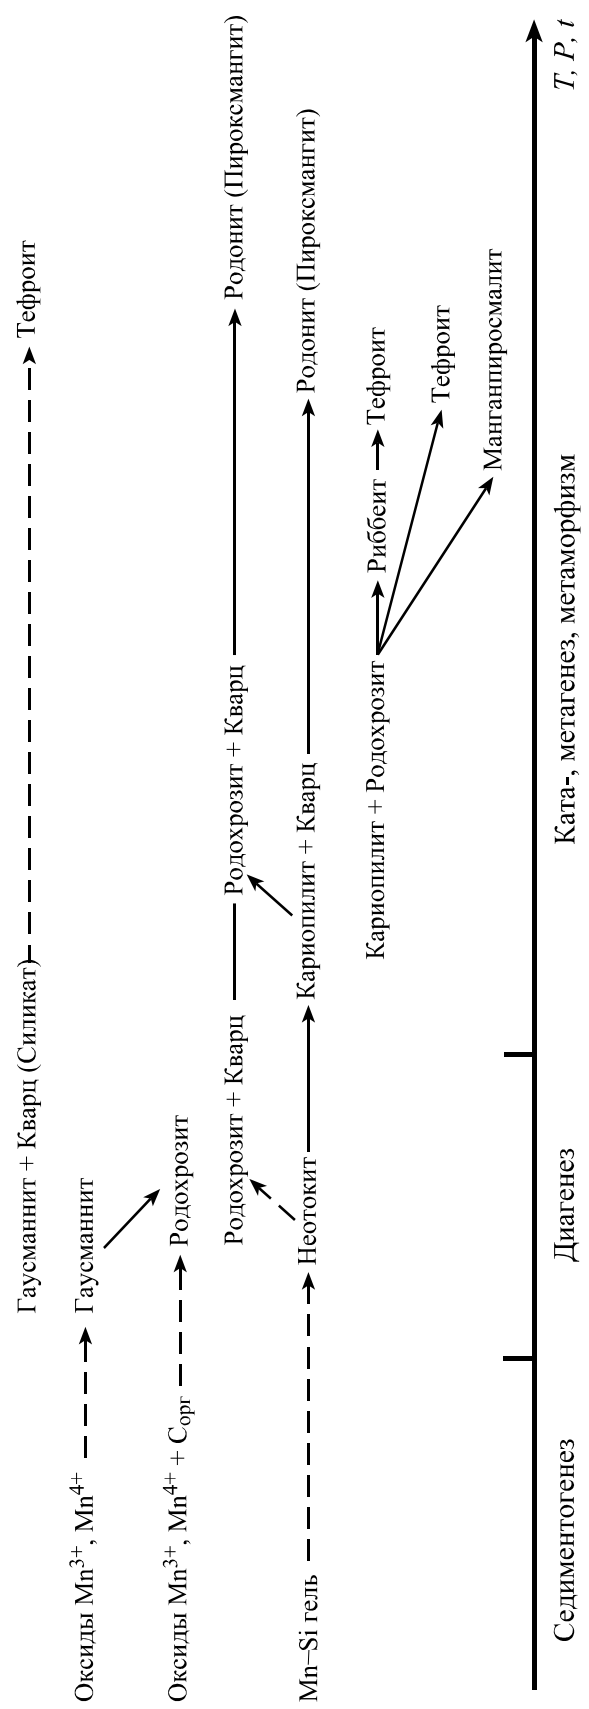 Гаусманнит + Кварц (Силикат) Тефроит
Оксиды Mn³⁺, Mn⁴⁺ Гаусманнит
Оксиды Mn³⁺, Mn⁴⁺ + Cорг Родохрозит
Родохрозит + Кварц Родохрозит + Кварц Родонит (Пироксмангит)
Mn–Si гель Неотокит Кариопилит + Кварц Родонит (Пироксмангит)
Кариопилит + Родохрозит Риббеит Тефроит
Тефроит
Манганпиросмалит
Седиментогенез Диагенез Ката-, метагенез, метаморфизм T, P, t